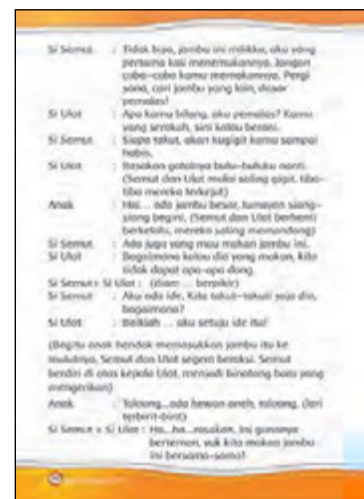 Si Semut : Tidak bisa, jambu ini milikku, aku yang
pertama kali menemukannya. Jangan
coba-coba kamu memakannya. Pergi
sana, cari jambu yang lain, dasar
pemalas!
Si Ulat : Apa kamu bilang, aku pemalas? Kamu
yang serakah, sini kalau berani.
Si Semut : Siapa takut, akan kugigit kamu sampai
habis.
Si Ulat : Rasakan gatalnya bulu-buluku nanti.
(Semut dan Ulat mulai saling gigit, tiba-
tiba mereka terkejut)
Anak : Hai... ada jambu besar, lumayan siang-
siang begini. (Semut dan Ulat berhenti
berkelahi, mereka saling memandang)
Si Semut : Ada juga yang mau makan jambu ini.
Si Ulat : Bagaimana kalau dia yang makan, kita
tidak dapat apa-apa dong.
Si Semut+ Si Ulat : (diam ... berpikir)
Si Semut : Aku ada ide, Kita takut-takuti saja dia,
bagaimana?
Si Ulat : Baiklah ... aku setuju ide itu!
(Begitu anak hendak memasukkan jambu itu ke
mulutnya, Semut dan Ulat segera beraksi. Semut
berdiri di atas kepala Ulat, menjadi binatang baru yang
mengerikan)
Anak : Tolong...ada hewan aneh, tolong, (lari
terbirit-birit)
Si Semut + Si Ulat : Ha...ha...rasakan. Ini gunanya
berteman, yuk kita makan jambu
ini bersama-sama!